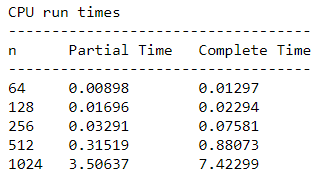 CPU run times
----------------------------------
n      Partial Time   Complete Time
----------------------------------
64     0.00898        0.01297
128    0.01696        0.02294
256    0.03291        0.07581
512    0.31519        0.88073
1024   3.50637        7.42299